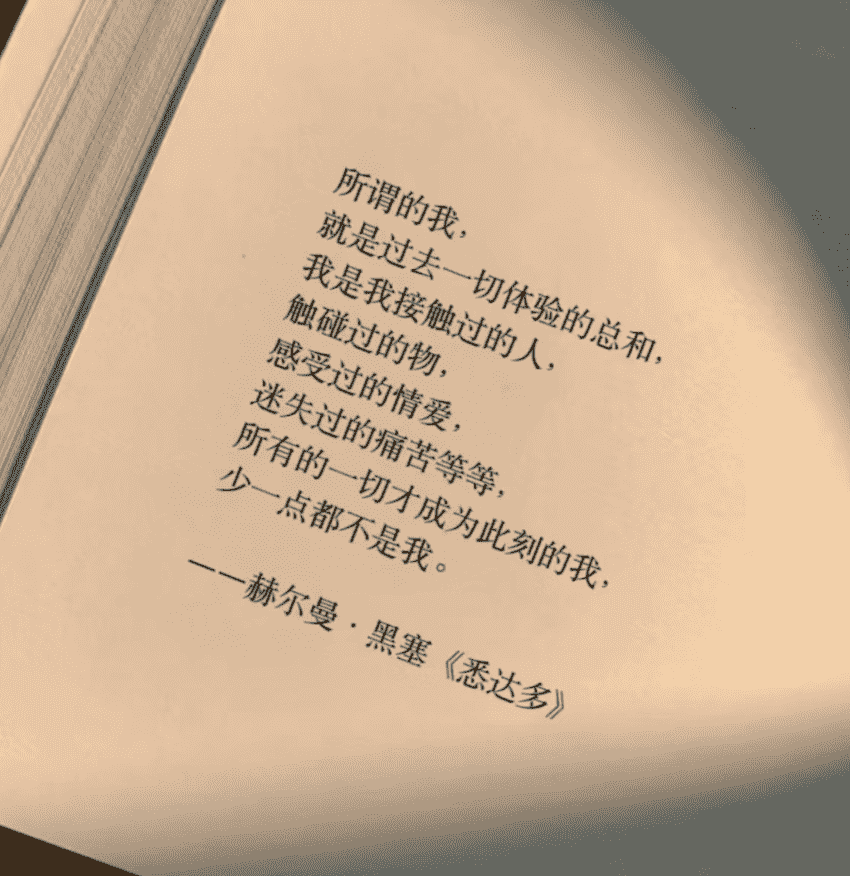 所谓的我，
就是过去一切体验的总和，
我是我接触过的人，
触碰过的物，
感受过的情爱，
迷失过的痛苦等等，
所有的一切才成为此刻的我，
少一点都不是我。
——赫尔曼·黑塞《悉达多》